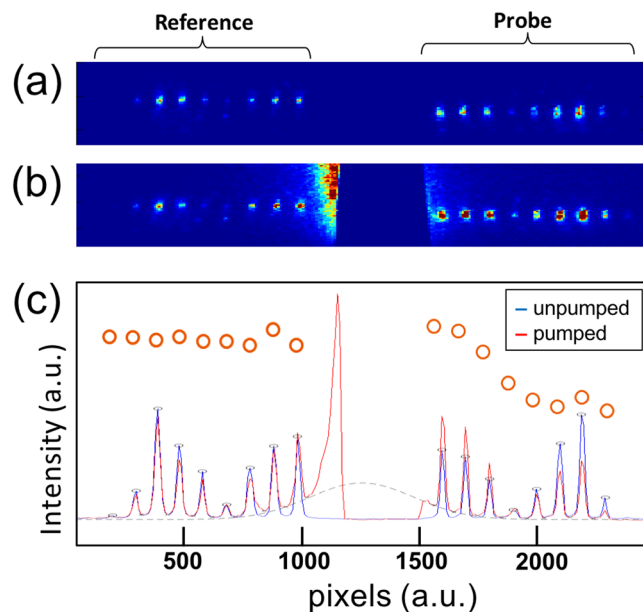 Reference Probe
(a)
(b)
(c)
unpumped
pumped
Intensity (a.u.)
500 1000 1500 2000
pixels (a.u.)